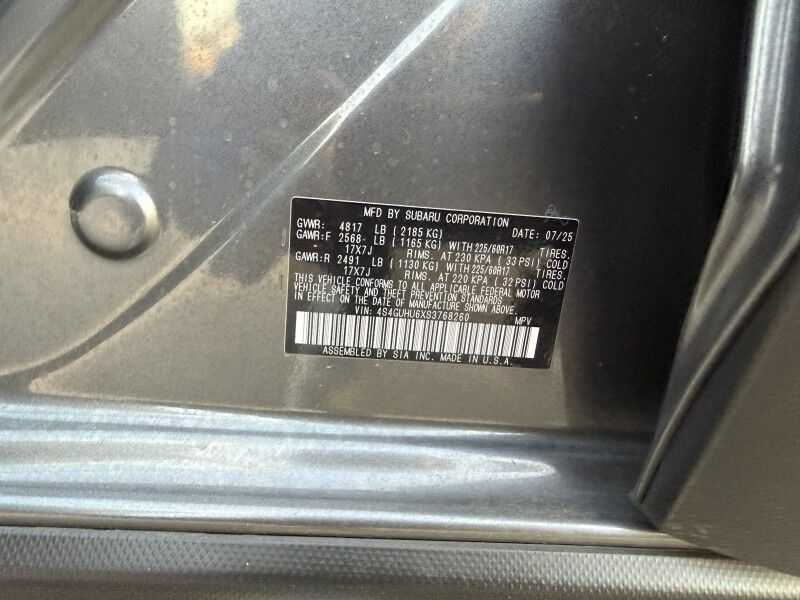 MFD BY SUBARU CORPORATION DATE: 07/25
GVWR: 4817 LB (2185 KG)
GAWR:F 2568 LB (1165 KG) WITH 225/60R17 TIRES.
17X7J RIMS. AT 230 KPA (33 PSI) COLD
GAWR:R 2491 LB (1130 KG) WITH 225/60R17 TIRES.
17X7J RIMS. AT 220 KPA (32 PSI) COLD
THIS VEHICLE CONFORMS TO ALL APPLICABLE FEDERAL MOTOR
VEHICLE SAFETY AND THEFT PREVENTION STANDARDS
IN EFFECT ON THE DATE OF MANUFACTURE SHOWN ABOVE.
VIN: 4S4GUHU6XS3768260 MPV
ASSEMBLED BY SIA INC. MADE IN U.S.A.